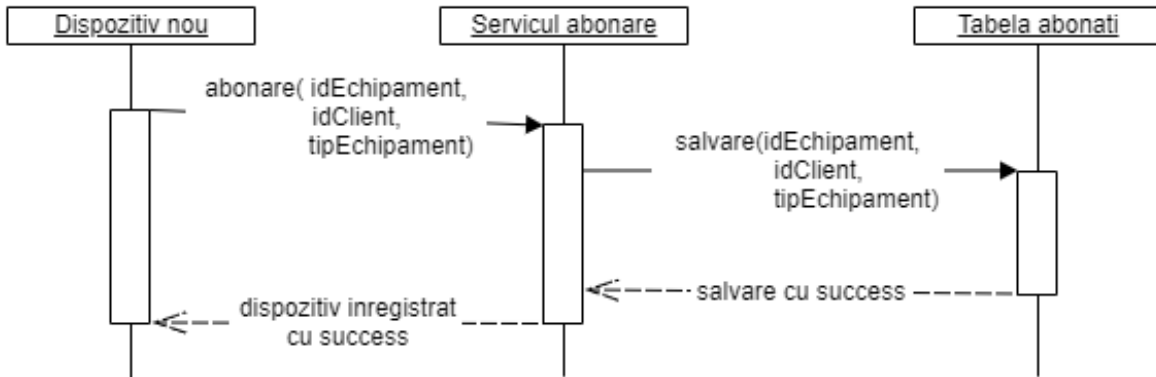 Dispozitiv nou
Servicul abonare
Tabela abonati
abonare( idEchipament,
idClient,
tipEchipament)
salvare(idEchipament,
idClient,
tipEchipament)
salvare cu success
dispozitiv inregistrat
cu success